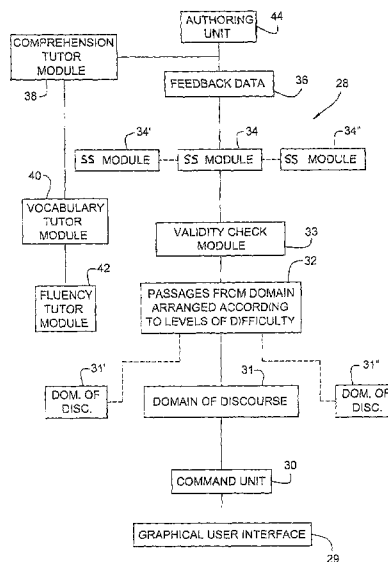 44
AUTHORING
UNIT
COMPREHENSION
TUTOR
MODULE
38
FEEDBACK DATA
36
28
34'
34
34"
SS MODULE
SS MODULE
SS MODULE
40
VOCABULARY
TUTOR
MODULE
VALIDITY CHECK
MODULE
33
32
42
FLUENCY
TUTOR
MODULE
PASSAGES FROM DOMAIN
ARRANGED ACCORDING
TO LEVELS OF DIFFICULTY
31'
31
31"
DOM. OF
DISC.
DOMAIN OF DISCOURSE
DOM. OF
DISC.
30
COMMAND UNIT
GRAPHICAL USER INTERFACE
29